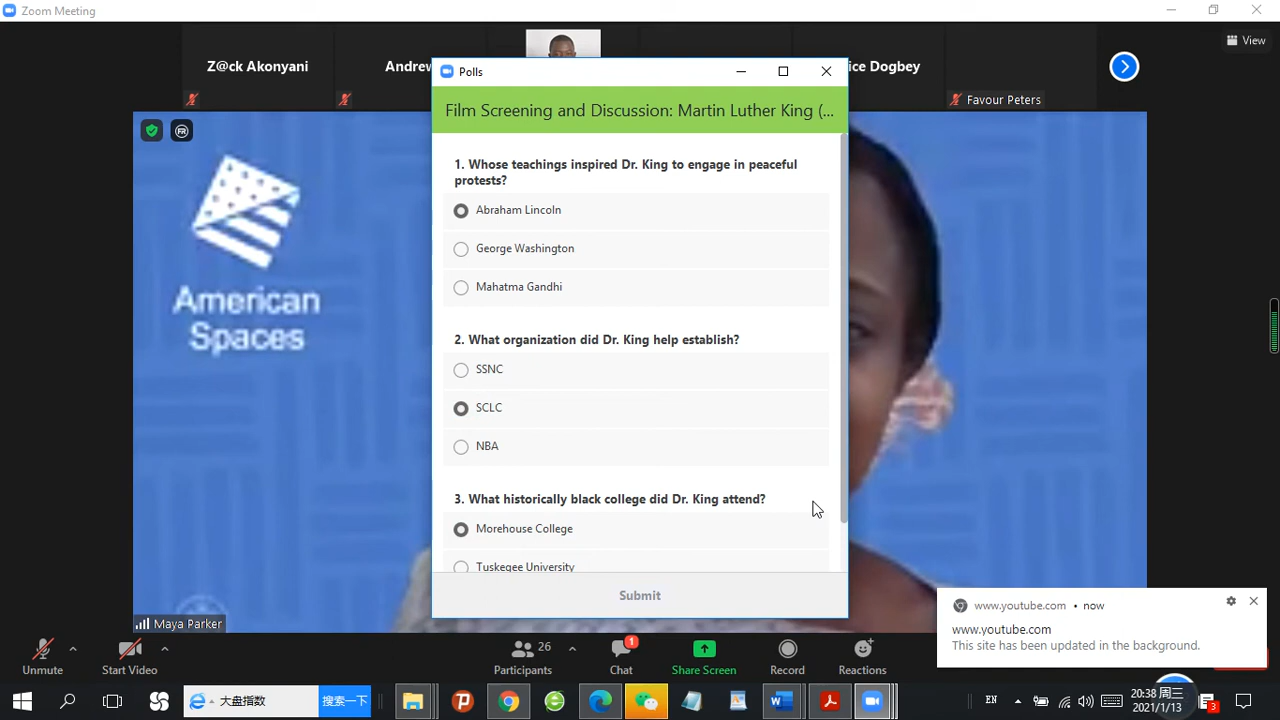 Zoom Meeting
View
Z@ck Akonyani
Andrew
ice Dogbey
Favour Peters
Polls
Film Screening and Discussion: Martin Luther King (...
1. Whose teachings inspired Dr. King to engage in peaceful
protests?
Abraham Lincoln
George Washington
Mahatma Gandhi
2. What organization did Dr. King help establish?
SSNC
SCLC
NBA
3. What historically black college did Dr. King attend?
Morehouse College
Tuskegee University
Submit
FR
American
Spaces
Maya Parker
www.youtube.com • now
www.youtube.com
This site has been updated in the background.
Unmute
Start Video
26
Participants
1
Chat
Share Screen
Record
Reactions
大盘指数
搜索一下
EN
20:38 周三
2021/1/13
3